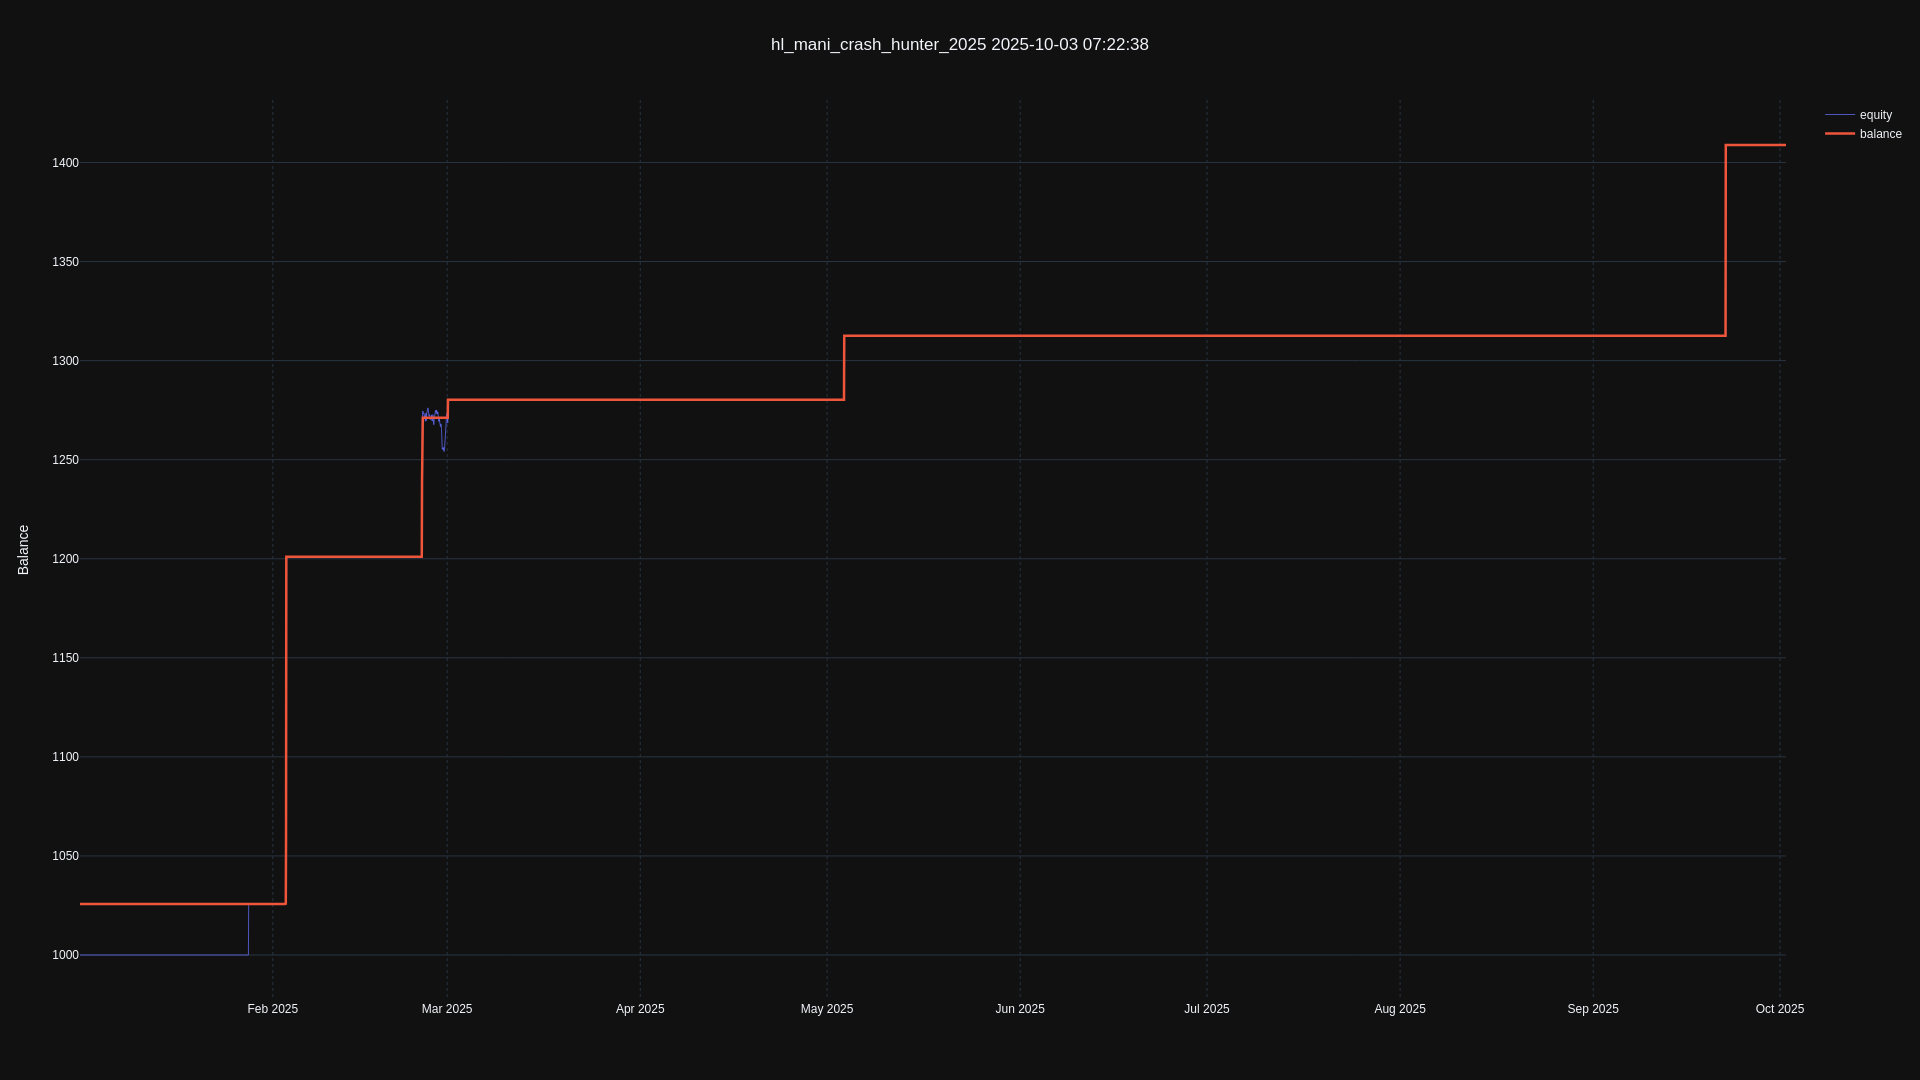 hl_mani_crash_hunter_2025 2025-10-03 07:22:38
equity
balance
1400
1350
1300
1250
1200
1150
1100
1050
1000
Balance
Feb 2025
Mar 2025
Apr 2025
May 2025
Jun 2025
Jul 2025
Aug 2025
Sep 2025
Oct 2025